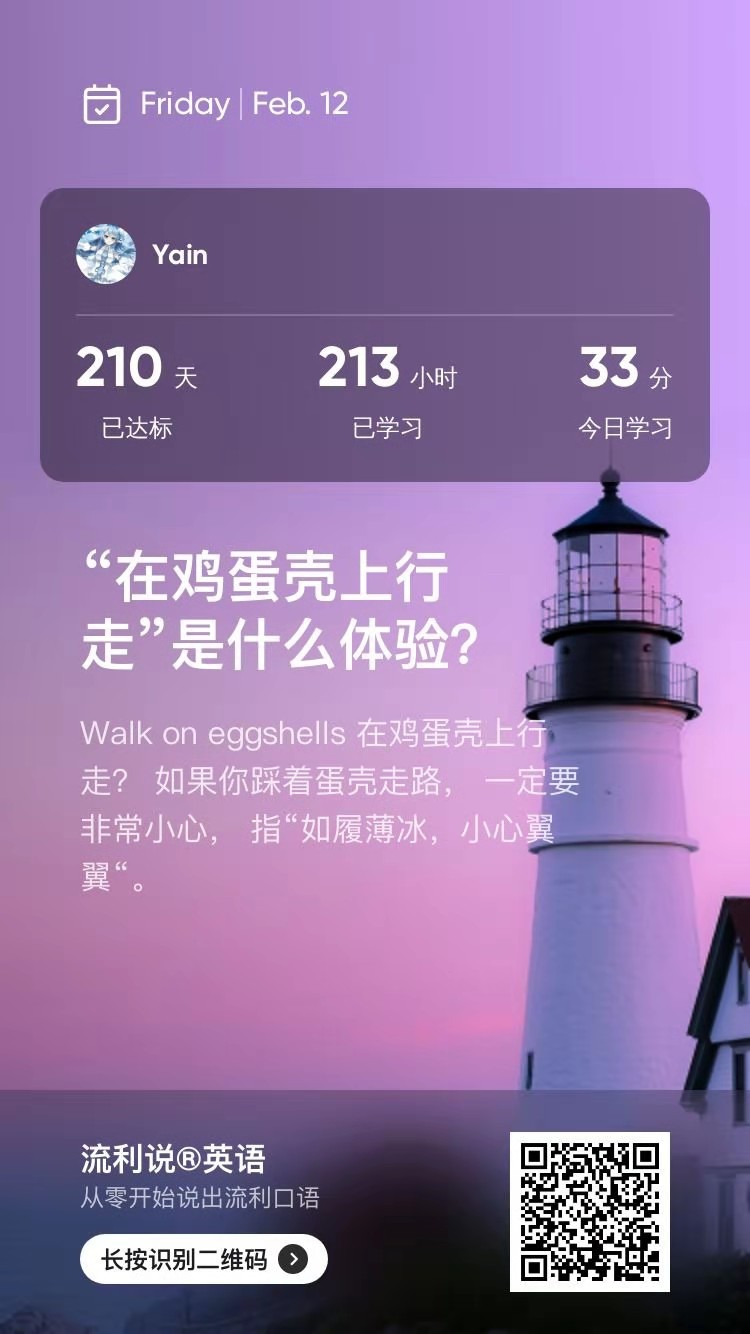 Friday | Feb. 12
Yain
210 天 213 小时 33 分
已达标 已学习 今日学习
“在鸡蛋壳上行
走”是什么体验?
Walk on eggshells 在鸡蛋壳上行
走? 如果你踩着蛋壳走路, 一定要
非常小心, 指“如履薄冰, 小心翼
翼“。
流利说®英语
从零开始说出流利口语
长按识别二维码